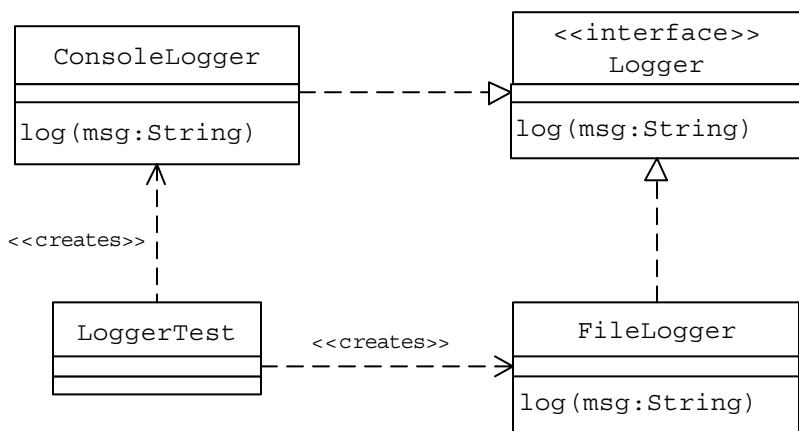 ConsoleLogger
log(msg:String)
<<interface>>
Logger
log(msg:String)
<<creates>>
LoggerTest
<<creates>>
FileLogger
log(msg:String)